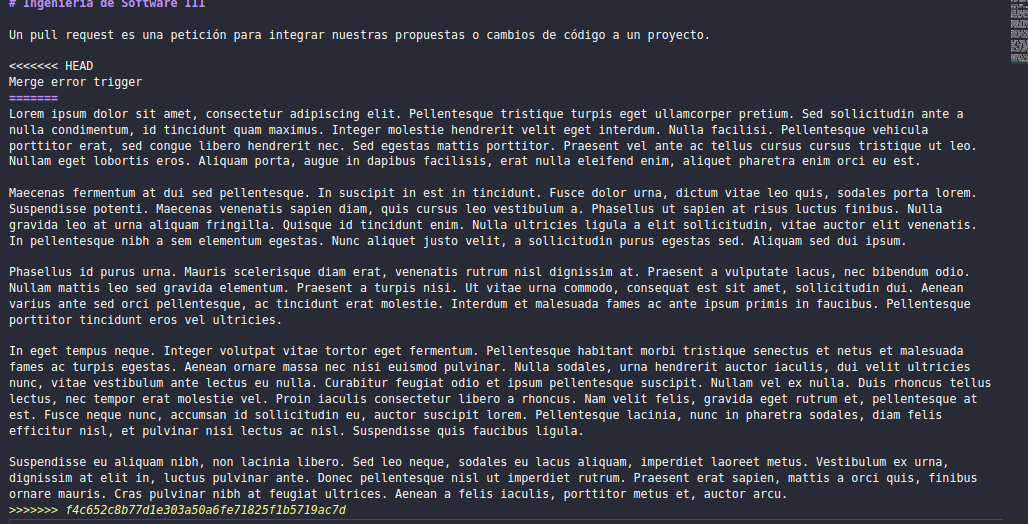 # Ingeniería de Software III
Un pull request es una petición para integrar nuestras propuestas o cambios de código a un proyecto.
<<<<<<< HEAD
Merge error trigger
=======
Lorem ipsum dolor sit amet, consectetur adipiscing elit. Pellentesque tristique turpis eget ullamcorper pretium. Sed sollicitudin ante a
nulla condimentum, id tincidunt quam maximus. Integer molestie hendrerit velit eget interdum. Nulla facilisi. Pellentesque vehicula
porttitor erat, sed congue libero hendrerit nec. Sed egestas mattis porttitor. Praesent vel ante ac tellus cursus cursus tristique ut leo.
Nullam eget lobortis eros. Aliquam porta, augue in dapibus facilisis, erat nulla eleifend enim, aliquet pharetra enim orci eu est.
Maecenas fermentum at dui sed pellentesque. In suscipit in est in tincidunt. Fusce dolor urna, dictum vitae leo quis, sodales porta lorem.
Suspendisse potenti. Maecenas venenatis sapien diam, quis cursus leo vestibulum a. Phasellus ut sapien at risus luctus finibus. Nulla
gravida leo at urna aliquam fringilla. Quisque id tincidunt enim. Nulla ultricies ligula a elit sollicitudin, vitae auctor elit venenatis.
In pellentesque nibh a sem elementum egestas. Nunc aliquet justo velit, a sollicitudin purus egestas sed. Aliquam sed dui ipsum.
Phasellus id purus urna. Mauris scelerisque diam erat, venenatis rutrum nisl dignissim at. Praesent a vulputate lacus, nec bibendum odio.
Nullam mattis leo sed gravida elementum. Praesent a turpis nisi. Ut vitae urna commodo, consequat est sit amet, sollicitudin dui. Aenean
varius ante sed orci pellentesque, ac tincidunt erat molestie. Interdum et malesuada fames ac ante ipsum primis in faucibus. Pellentesque
porttitor tincidunt eros vel ultricies.
In eget tempus neque. Integer volutpat vitae tortor eget fermentum. Pellentesque habitant morbi tristique senectus et netus et malesuada
fames ac turpis egestas. Aenean ornare massa nec nisi euismod pulvinar. Nulla sodales, urna hendrerit auctor iaculis, dui velit ultricies
nunc, vitae vestibulum ante lectus eu nulla. Curabitur feugiat odio et ipsum pellentesque suscipit. Nullam vel ex nulla. Duis rhoncus tellus
lectus, nec tempor erat molestie vel. Proin iaculis consectetur libero a rhoncus. Nam velit felis, gravida eget rutrum et, pellentesque at
est. Fusce neque nunc, accumsan id sollicitudin eu, auctor suscipit lorem. Pellentesque lacinia, nunc in pharetra sodales, diam felis
efficitur nisl, et pulvinar nisi lectus ac nisl. Suspendisse quis faucibus ligula.
Suspendisse eu aliquam nibh, non lacinia libero. Sed leo neque, sodales eu lacus aliquam, imperdiet laoreet metus. Vestibulum ex urna,
dignissim at elit in, luctus pulvinar ante. Donec pellentesque nisl ut imperdiet rutrum. Praesent erat sapien, mattis a orci quis, finibus
ornare mauris. Cras pulvinar nibh at feugiat ultrices. Aenean a felis iaculis, porttitor metus et, auctor arcu.
>>>>>>> f4c652c8b77d1e303a50a6fe71825f1b5719ac7d